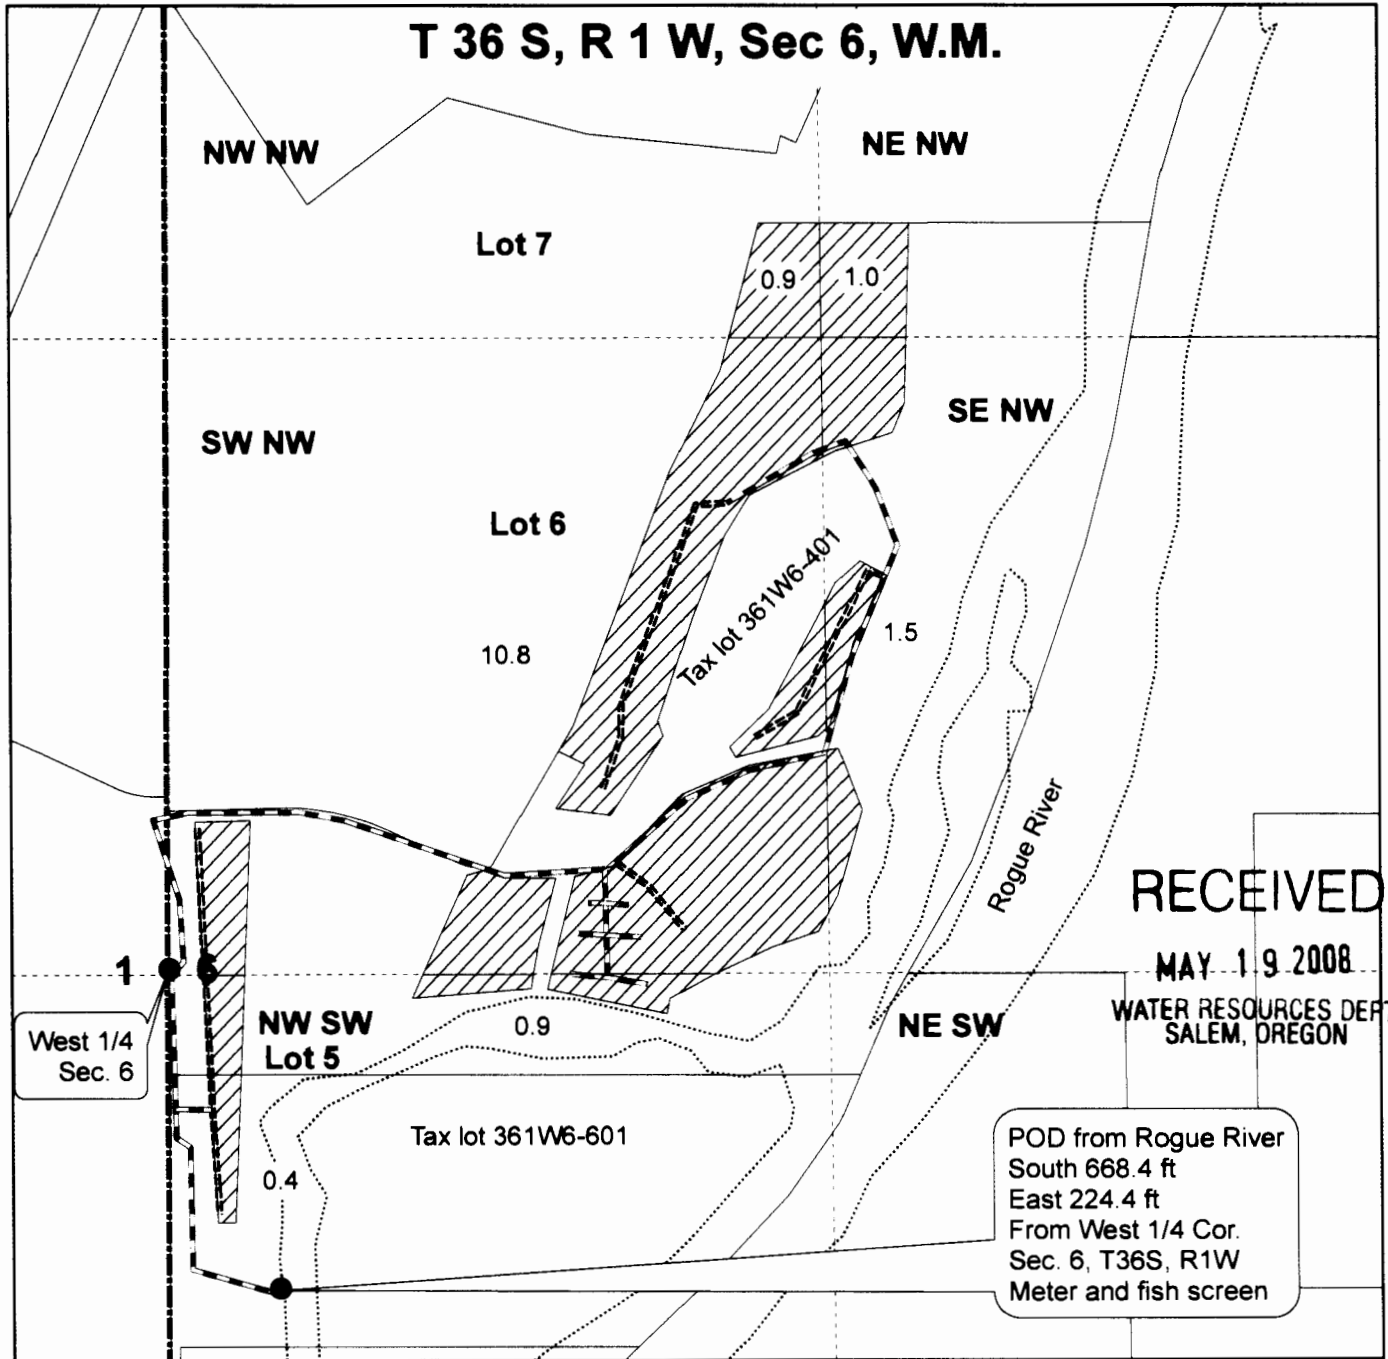 T 36 S, R 1 W, Sec 6, W.M.
NW NW
NE NW
Lot 7
0.9
1.0
SW NW
SE NW
Lot 6
Tax lot 361W6-401
10.8
1.5
Rogue River
RECEIVED
MAY 19 2008
WATER RESOURCES DEPT
SALEM, OREGON
1
6
West 1/4
Sec. 6
NW SW
Lot 5
0.9
NE SW
Tax lot 361W6-601
0.4
POD from Rogue River
South 668.4 ft
East 224.4 ft
From West 1/4 Cor.
Sec. 6, T36S, R1W
Meter and fish screen